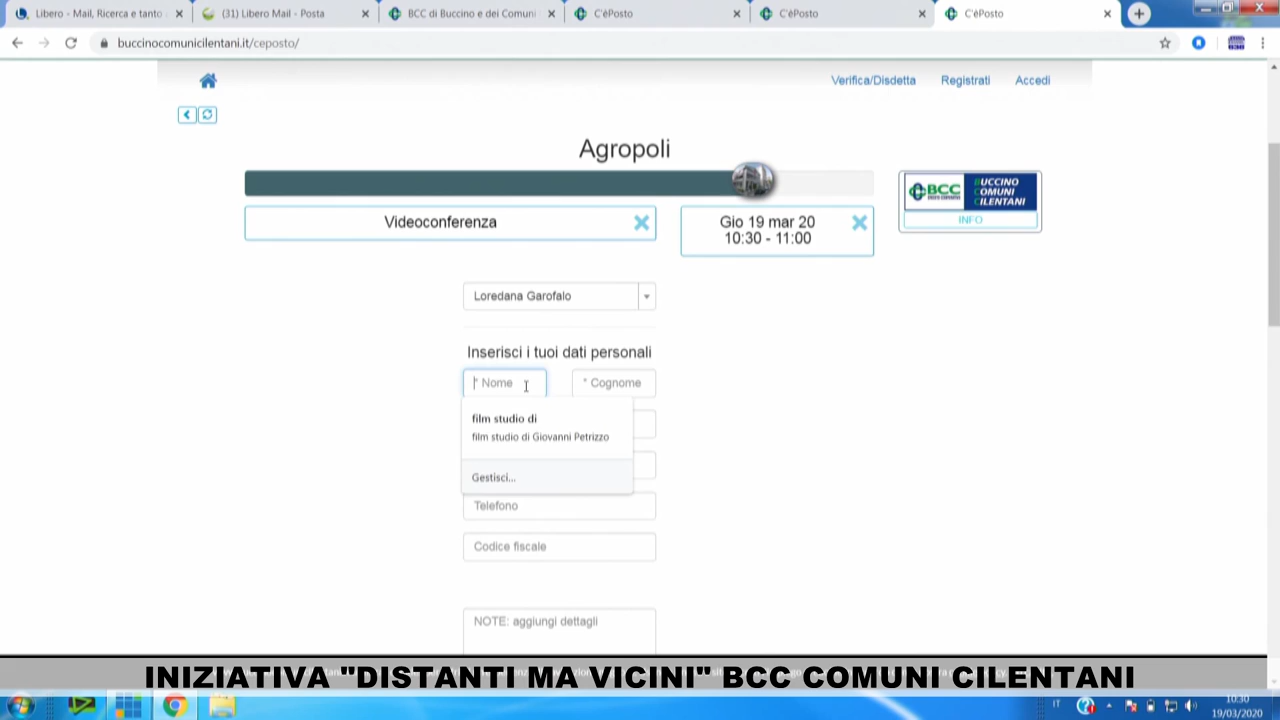 Libero - Mail, Ricerca e tanto
(31) Libero Mail - Posta
BCC di Buccino e dei Comuni
C'èPosto
C'èPosto
C'èPosto
buccinocomunicilentani.it/ceposto/
Verifica/Disdetta
Registrati
Accedi
Agropoli
BCC
CREDITO COOPERATIVO
BUCCINO
COMUNI
CILENTANI
INFO
Videoconferenza
Gio 19 mar 20
10:30 - 11:00
Loredana Garofalo
Inserisci i tuoi dati personali
* Nome
* Cognome
film studio di
film studio di Giovanni Petrizzo
Gestisci...
Telefono
Codice fiscale
NOTE: aggiungi dettagli
INIZIATIVA "DISTANTI MA VICINI" BCC COMUNI CILENTANI
IT
10:30
19/03/2020